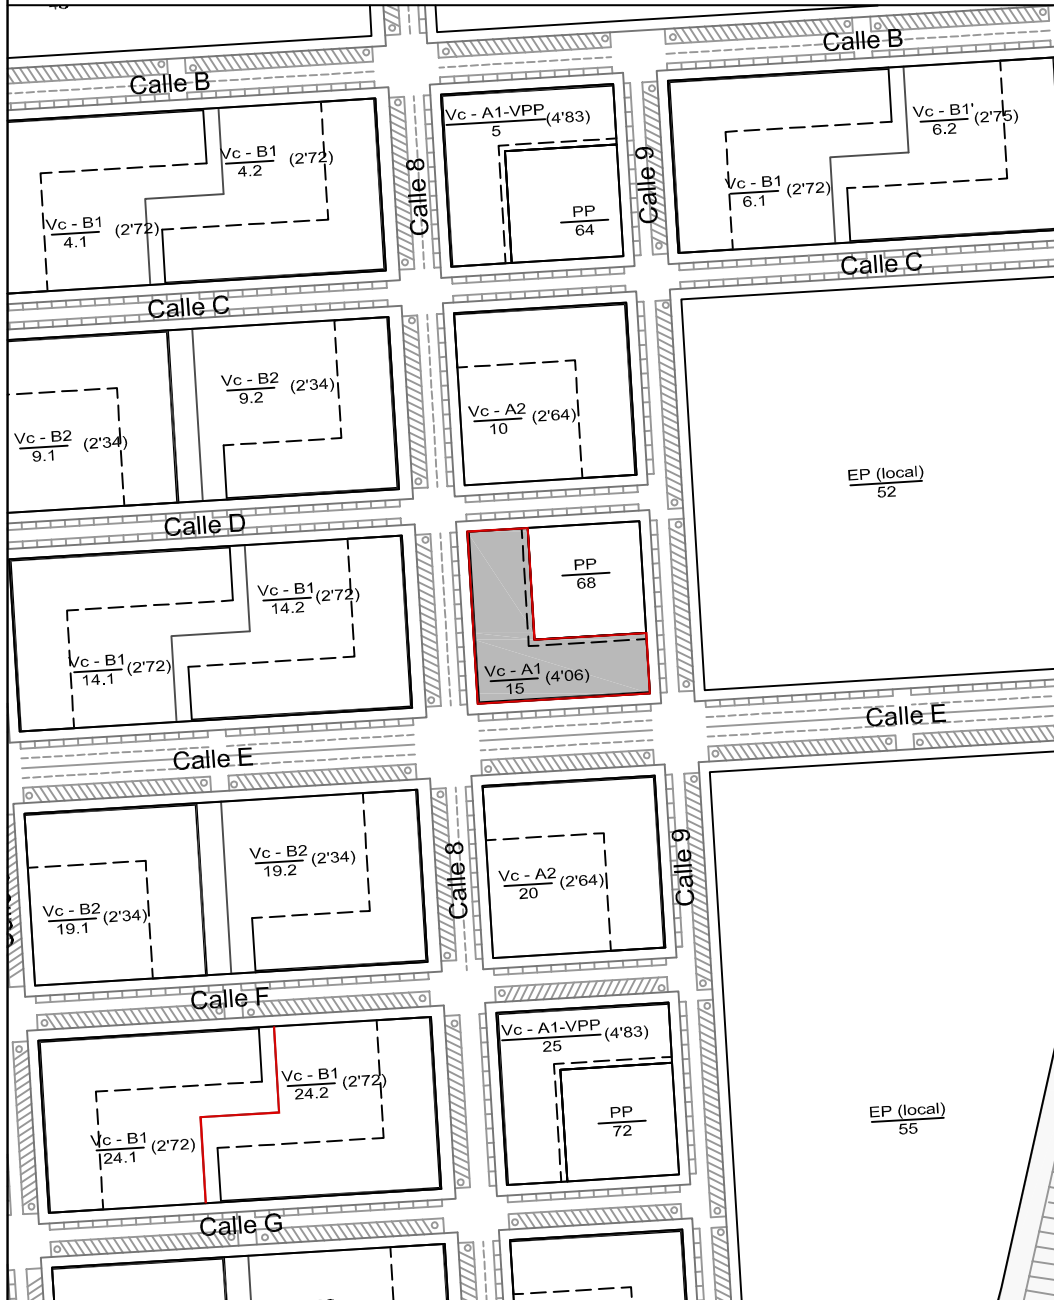 Calle B
Calle B
Vc - A1-VPP (4'83)
5
Vc - B1' (2'75)
6.2
Vc - B1 (2'72)
4.2
Calle 8
Calle 9
Vc - B1 (2'72)
6.1
Vc - B1 (2'72)
4.1
PP
64
Calle C
Calle C
Vc - B2 (2'34)
9.2
Vc - A2 (2'64)
10
Vc - B2 (2'34)
9.1
EP (local)
52
Calle D
PP
68
Vc - B1 (2'72)
14.2
Vc - B1 (2'72)
14.1
Vc - A1 (4'06)
15
Calle E
Calle E
Vc - B2 (2'34)
19.2
Calle 8
Calle 9
Vc - A2 (2'64)
20
Vc - B2 (2'34)
19.1
Calle F
Vc - A1-VPP (4'83)
25
Vc - B1 (2'72)
24.2
PP
72
EP (local)
55
Vc - B1 (2'72)
24.1
Calle G